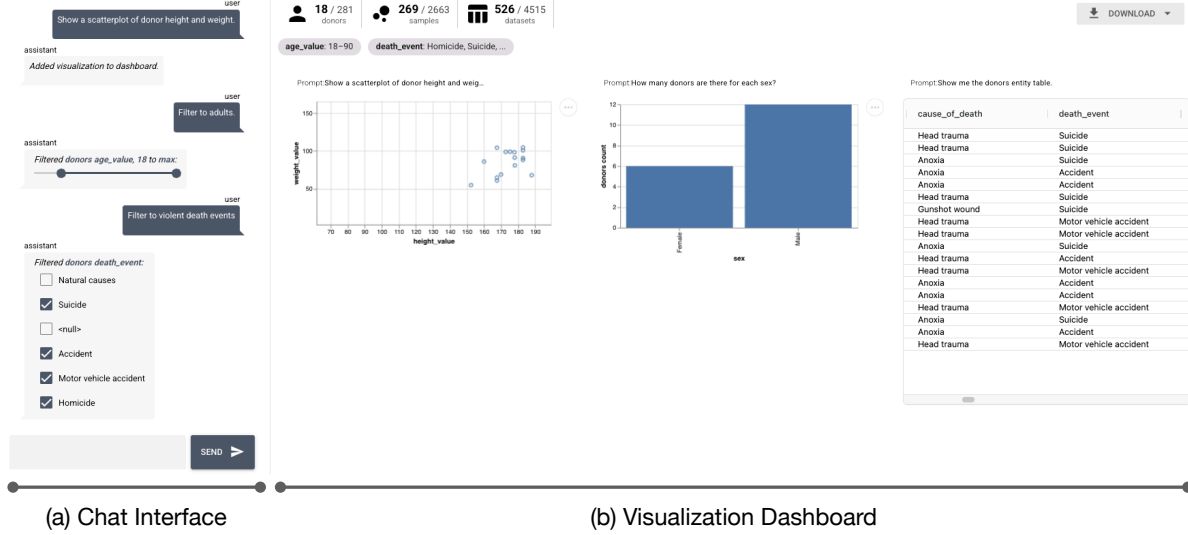 user
Show a scatterplot of donor height and weight.
assistant
Added visualization to dashboard.
user
Filter to adults.
assistant
Filtered donors age_value, 18 to max:
user
Filter to violent death events
assistant
Filtered donors death_event:
Natural causes
Suicide
<null>
Accident
Motor vehicle accident
Homicide
SEND
(a) Chat Interface
18 / 281
donors
269 / 2663
samples
526 / 4515
datasets
DOWNLOAD
age_value: 18–90
death_event: Homicide, Suicide, ...
Prompt:Show a scatterplot of donor height and weig...
150
100
50
weight_value
70 80 90 100 110 120 130 140 150 160 170 180 190
height_value
Prompt:How many donors are there for each sex?
12
10
8
6
4
2
0
donors count
Female
Male
sex
Prompt:Show me the donors entity table.
cause_of_death death_event
Head trauma Suicide
Head trauma Suicide
Anoxia Suicide
Anoxia Accident
Anoxia Accident
Head trauma Suicide
Gunshot wound Suicide
Head trauma Motor vehicle accident
Head trauma Motor vehicle accident
Anoxia Suicide
Head trauma Accident
Head trauma Motor vehicle accident
Anoxia Accident
Anoxia Accident
Head trauma Motor vehicle accident
Anoxia Suicide
Anoxia Accident
Head trauma Motor vehicle accident
(b) Visualization Dashboard